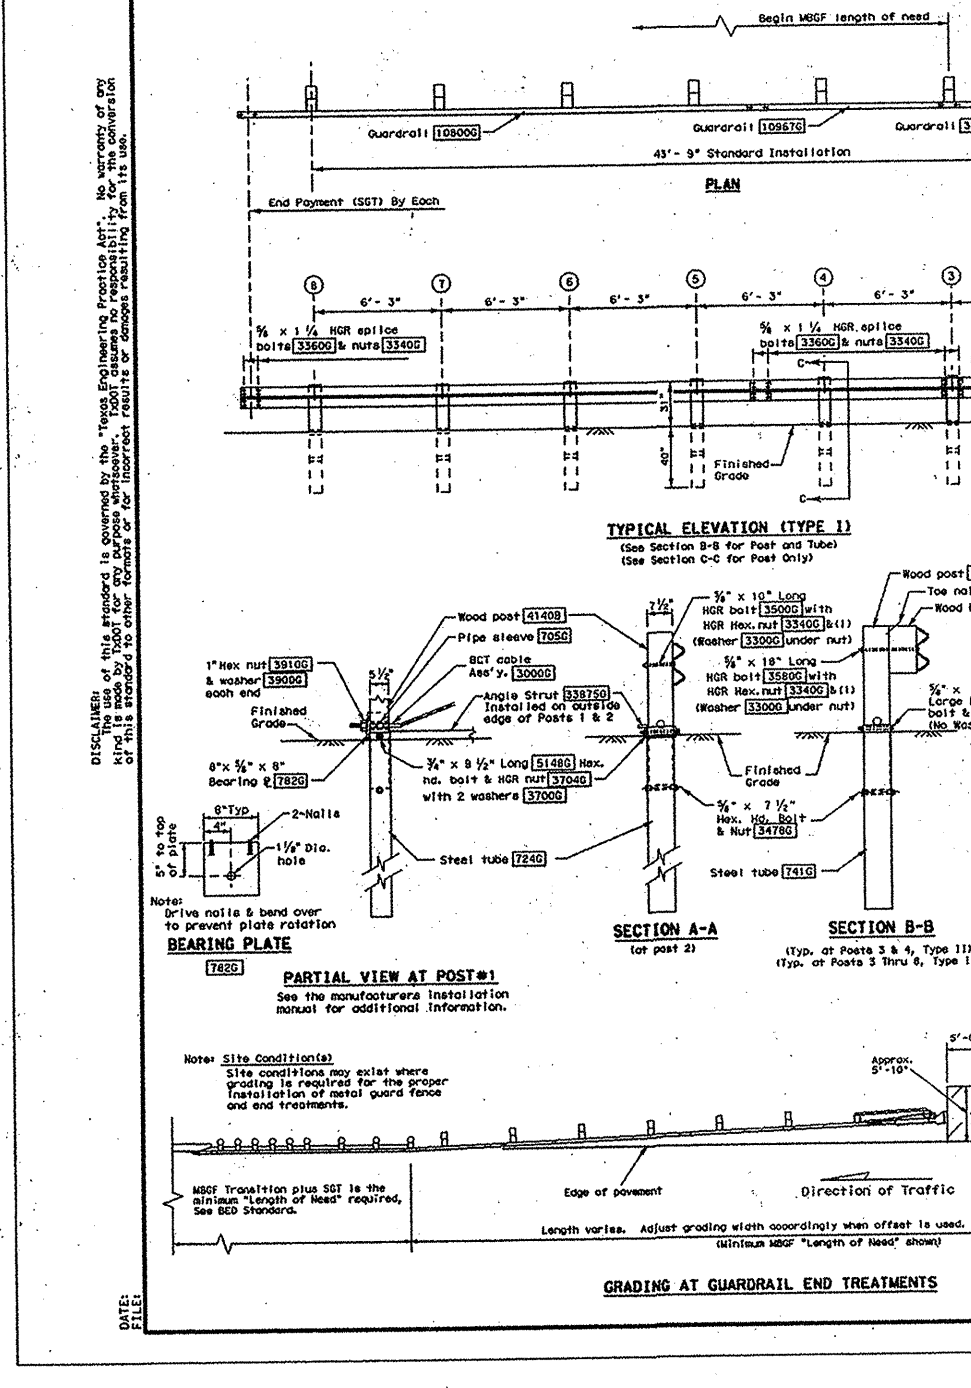 Begin MBGF length of need
Guardrail 10800G
Guardrail 10967G
Guardrail
43'- 9" Standard Installation
PLAN
End Payment (SGT) By Each
8
7
6
5
4
3
6'- 3"
6'- 3"
6'- 3"
6'- 3"
6'- 3"
5/8 x 1 1/4 HGR splice
bolts 3360G & nuts 3340G
5/8 x 1 1/4 HGR splice
bolts 3360G & nuts 3340G
C
31"
40"
Finished
Grade
C
TYPICAL ELEVATION (TYPE I)
(See Section B-B for Post and Tube)
(See Section C-C for Post Only)
DISCLAIMER:
The use of this standard is governed by the "Texas Engineering Practice Act". No warranty of any
kind is made by TxDOT for any purpose whatsoever. TxDOT assumes no responsibility for the conversion
of this standard to other formats or for incorrect results or damages resulting from its use.
Wood post 4140B
Pipe sleeve 705G
BCT cable
Ass'y. 3000G
Angle Strut 33875G
Installed on outside
edge of Posts 1 & 2
1" Hex nut 3910G
& washer 3900G
each end
5 1/2"
Finished
Grade
8"x 5/8" x 8"
Bearing PL 782G
3/4" x 9 1/2" Long 5148G Hex.
hd. bolt & HGR nut 3704G
with 2 washers 3700G
Steel tube 724G
8"Typ
4"
2-Nails
1 1/8" Dia.
hole
5" to top
of plate
Note:
Drive nails & bend over
to prevent plate rotation
BEARING PLATE
782G
PARTIAL VIEW AT POST#1
See the manufacturers installation
manual for additional information.
7 1/2"
5/8" x 10" Long
HGR bolt 3500G with
HGR Hex. nut 3340G & (1)
(Washer 3300G under nut)
5/8" x 18" Long
HGR bolt 3580G with
HGR Hex. nut 3340G & (1)
(Washer 3300G under nut)
Finished
Grade
5/8" x 7 1/2"
Hex. Hd. Bolt
& Nut 3478G
Steel tube 741G
SECTION A-A
(at post 2)
Wood post
Toe nai
Wood
5/8" x
Large
bolt &
(No Was
SECTION B-B
(Typ. at Posts 3 & 4, Type II)
(Typ. at Posts 3 Thru 8, Type I
Note: Site Condition(s)
Site conditions may exist where
grading is required for the proper
installation of metal guard fence
and end treatments.
Approx.
5'-10"
MBGF Transition plus SGT is the
minimum "Length of Need" required,
See BED Standard.
Edge of pavement
Direction of Traffic
Length varies. Adjust grading width accordingly when offset is used.
(Minimum MBGF "Length of Need" shown)
GRADING AT GUARDRAIL END TREATMENTS
DATE:
FILE: